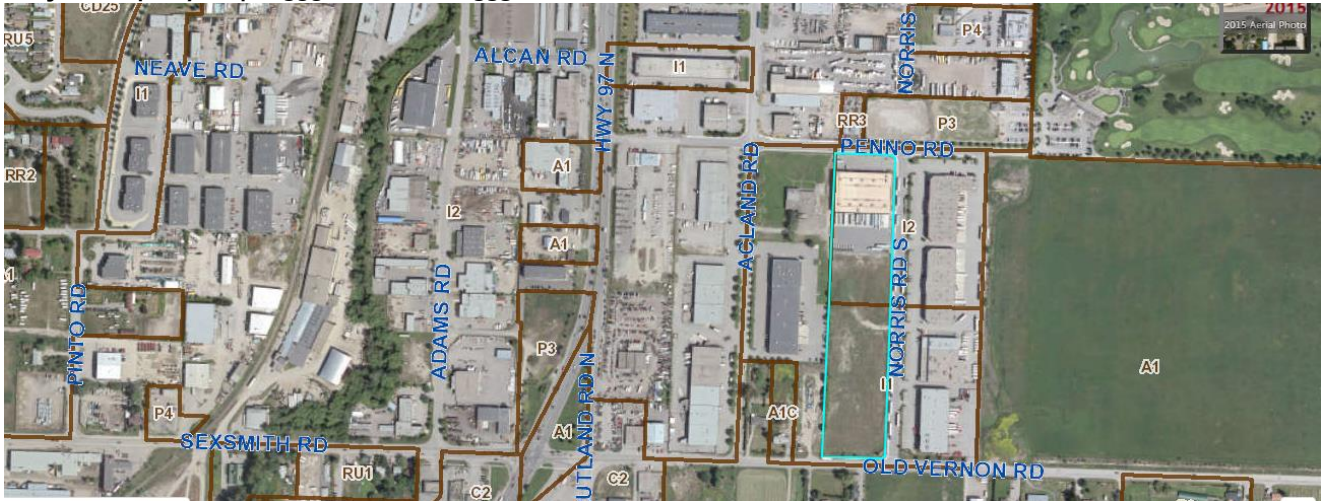 2015
2015 Aerial Photo
CD25
RU5
NEAVE RD
I1
ALCAN RD
HWY 97 N
I1
NORRIS
P4
RR3
P3
PENNO RD
RR2
A1
I2
A1
ACLAND RD
I2
ADAMS RD
NORRIS RD S
PINTO RD
P3
UTLAND RD N
I1
A1
A1C
P4
A1
SEXSMITH RD
RU1
C2
C2
OLD VERNON RD